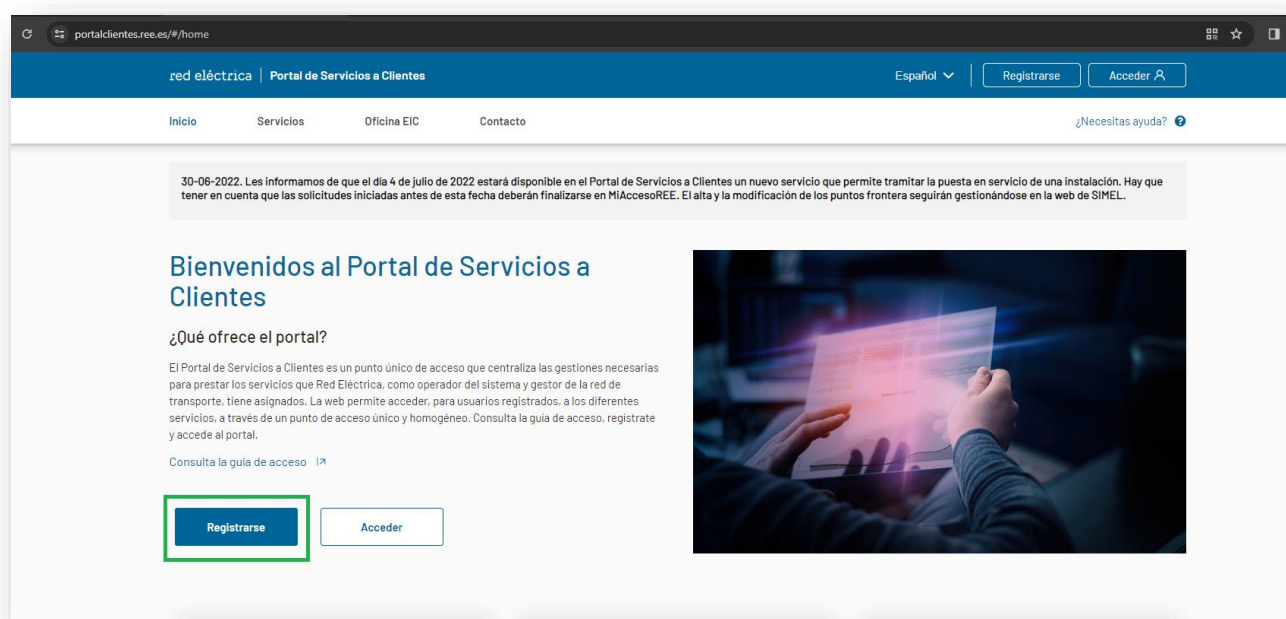 portalclientes.ree.es/#/home
red eléctrica | Portal de Servicios a Clientes
Español
Registrarse
Acceder
Inicio
Servicios
Oficina EIC
Contacto
¿Necesitas ayuda?
30-06-2022. Les informamos de que el día 4 de julio de 2022 estará disponible en el Portal de Servicios a Clientes un nuevo servicio que permite tramitar la puesta en servicio de una instalación. Hay que
tener en cuenta que las solicitudes iniciadas antes de esta fecha deberán finalizarse en MiAccesoREE. El alta y la modificación de los puntos frontera seguirán gestionándose en la web de SIMEL.
Bienvenidos al Portal de Servicios a
Clientes
¿Qué ofrece el portal?
El Portal de Servicios a Clientes es un punto único de acceso que centraliza las gestiones necesarias
para prestar los servicios que Red Eléctrica, como operador del sistema y gestor de la red de
transporte, tiene asignados. La web permite acceder, para usuarios registrados, a los diferentes
servicios, a través de un punto de acceso único y homogéneo. Consulta la guía de acceso, regístrate
y accede al portal.
Consulta la guía de acceso
Registrarse
Acceder